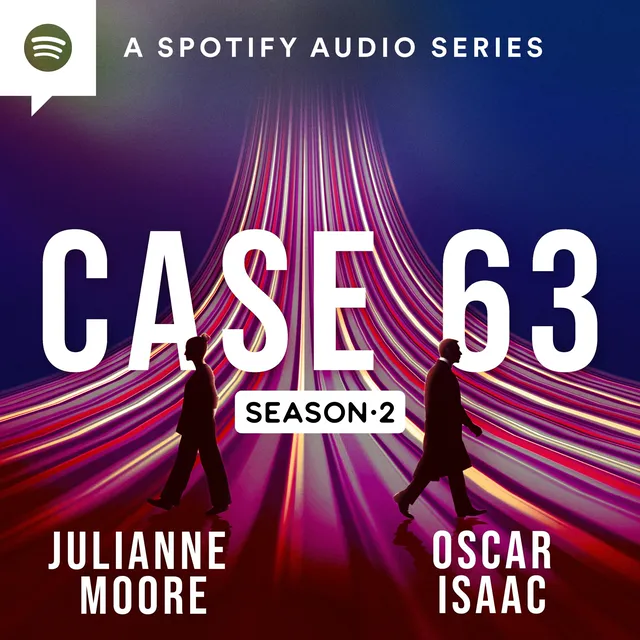 A SPOTIFY AUDIO SERIES
CASE 63
SEASON·2
JULIANNE
MOORE
OSCAR
ISAAC